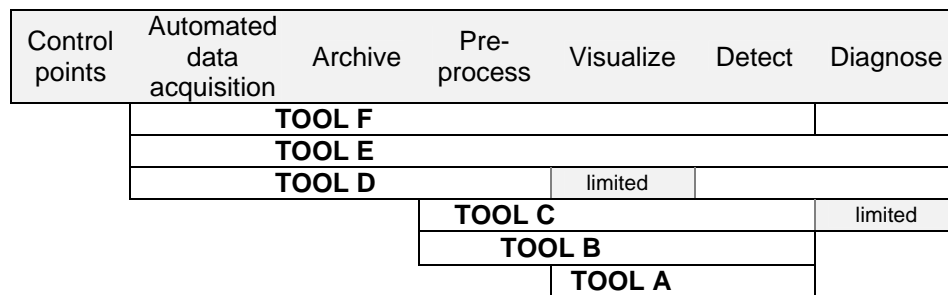 Control points
Automated data acquisition
Archive
Pre-process
Visualize
Detect
Diagnose
TOOL F
TOOL E
TOOL D
limited
TOOL C
limited
TOOL B
TOOL A